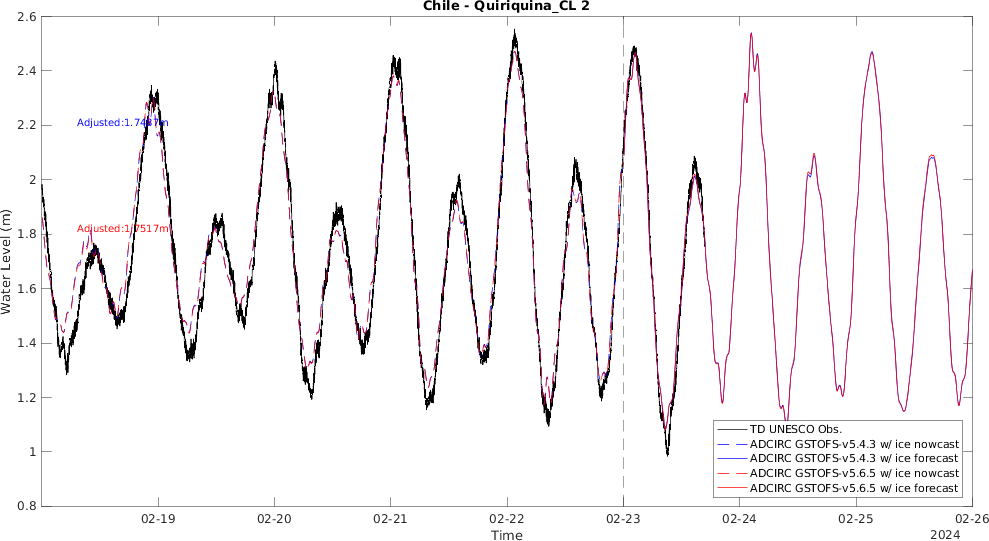 Chile - Quiriquina_CL 2
2.6
2.4
2.2
2
1.8
1.6
1.4
1.2
1
0.8
Water Level (m)
Adjusted:1.7437m
Adjusted:1.7517m
TD UNESCO Obs.
ADCIRC GSTOFS-v5.4.3 w/ ice nowcast
ADCIRC GSTOFS-v5.4.3 w/ ice forecast
ADCIRC GSTOFS-v5.6.5 w/ ice nowcast
ADCIRC GSTOFS-v5.6.5 w/ ice forecast
02-19 02-20 02-21 02-22 02-23 02-24 02-25 02-26
Time
2024